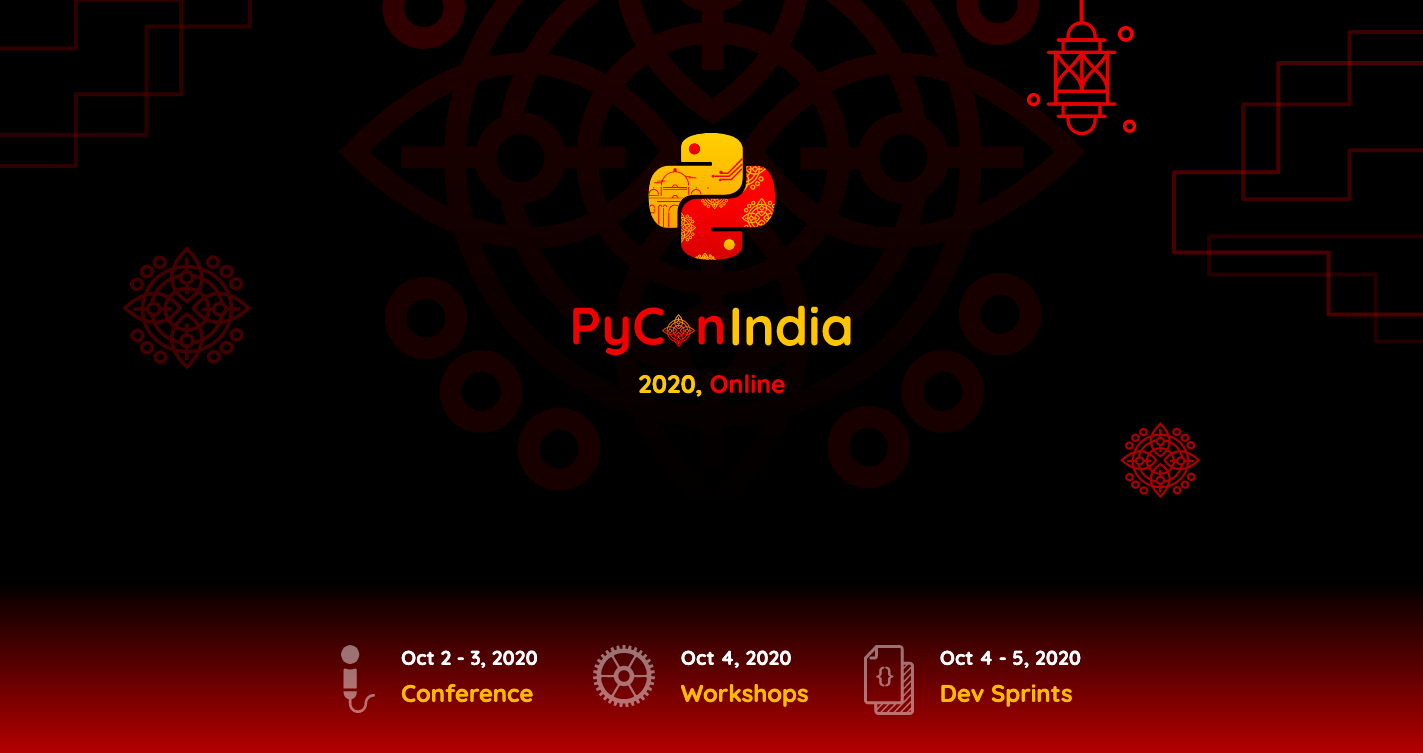 PyConIndia
2020, Online
Oct 2 - 3, 2020
Conference
Oct 4, 2020
Workshops
{}
Oct 4 - 5, 2020
Dev Sprints